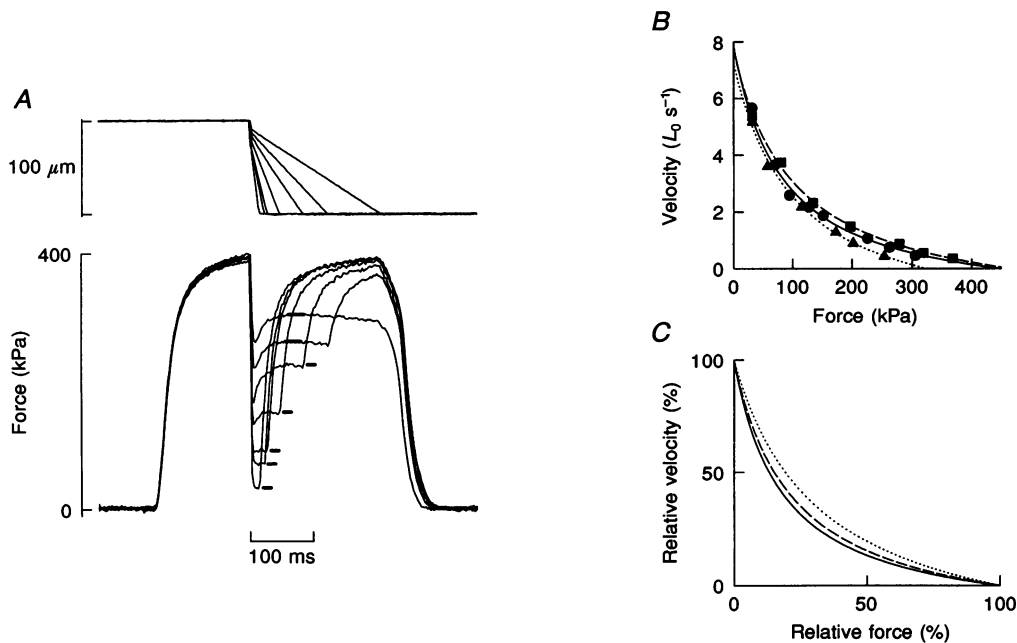 A
100 μm
400
Force (kPa)
0
100 ms
B
8
6
4
2
0
Velocity (L₀ s⁻¹)
0 100 200 300 400
Force (kPa)
C
100
50
0
Relative velocity (%)
0 50 100
Relative force (%)